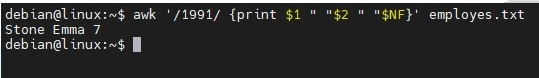 debian@linux:~$ awk '/1991/ {print $1 " "$2 " "$NF}' employes.txt
Stone Emma 7
debian@linux:~$